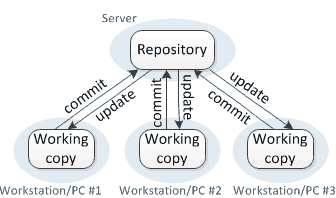 Server
Repository
commit
update
commit
update
update
commit
Working
copy
Working
copy
Working
copy
Workstation/PC #1
Workstation/PC #2
Workstation/PC #3